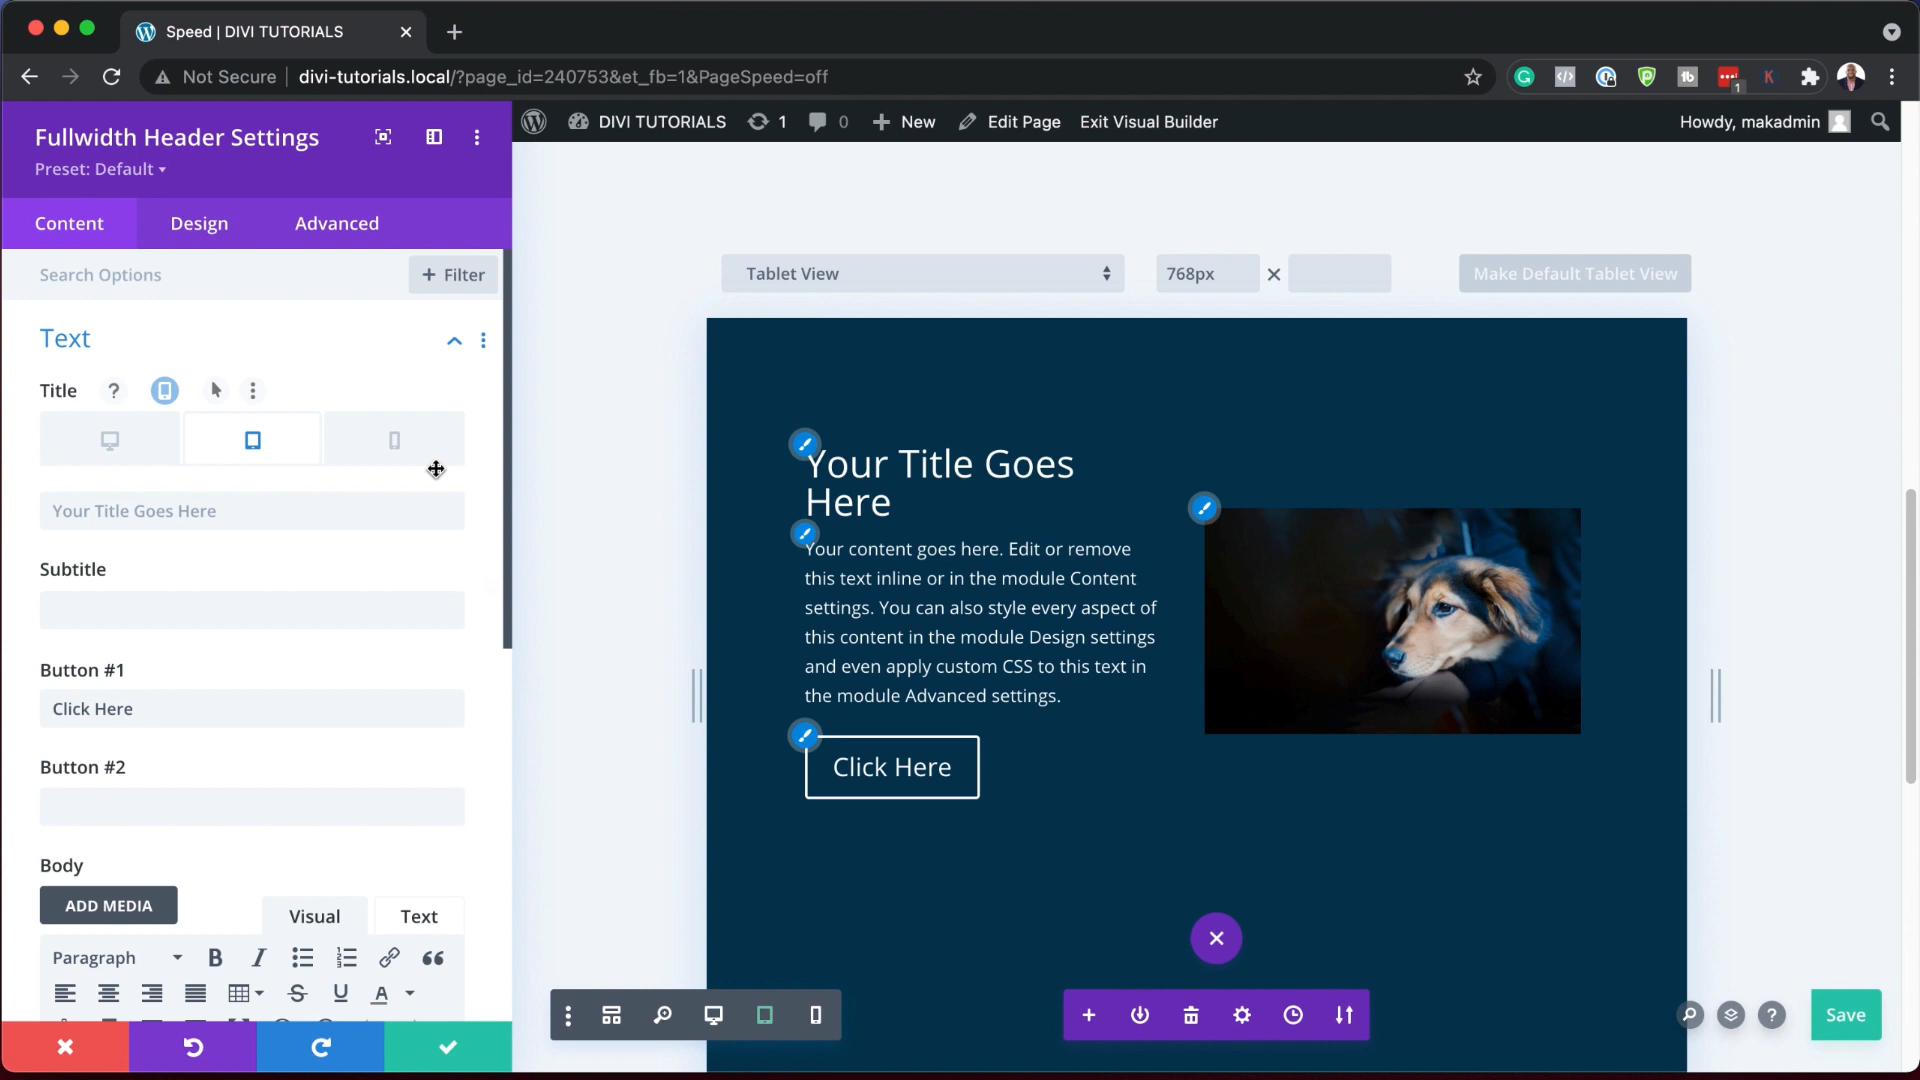 Speed | DIVI TUTORIALS
Not Secure
divi-tutorials.local/?page_id=240753&et_fb=1&PageSpeed=off
1
Fullwidth Header Settings
Preset: Default
DIVI TUTORIALS
1
0
New
Edit Page
Exit Visual Builder
Howdy, makadmin
Content
Design
Advanced
Search Options
+ Filter
Tablet View
768px
Make Default Tablet View
Text
Title
Your Title Goes Here
Subtitle
Button #1
Click Here
Button #2
Body
ADD MEDIA
Visual
Text
Paragraph
Your Title Goes
Here
Your content goes here. Edit or remove
this text inline or in the module Content
settings. You can also style every aspect of
this content in the module Design settings
and even apply custom CSS to this text in
the module Advanced settings.
Click Here
Save